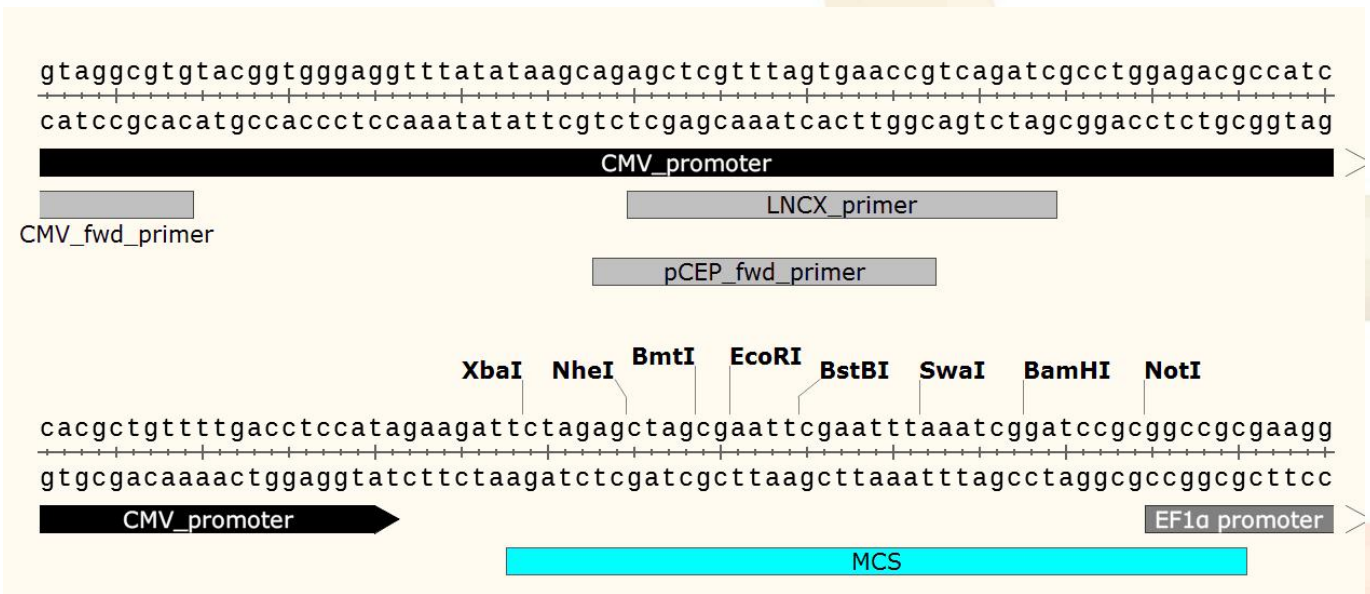 gtaggcgtgtacggtgggaggtttatataagcagagctcgtttagtgaaccgtcagatcgcctggagacgccatc
catccgcacatgccaccctccaaatatattcgtctcgagcaaatcacttggcagtctagcggacctctgcggtag
CMV_promoter
LNCX_primer
CMV_fwd_primer
pCEP_fwd_primer
XbaI NheI BmtI EcoRI BstBI SwaI BamHI NotI
cacgctgttttgacctccatagaagattctagagctagcgaattcgaatttaaatcggatccgcggccgcgaagg
gtgcgacaaaactggaggtatcttctaagatctcgatcgcttaagcttaaatttagcctaggcgccggcgcttcc
CMV_promoter EF1α promoter
MCS